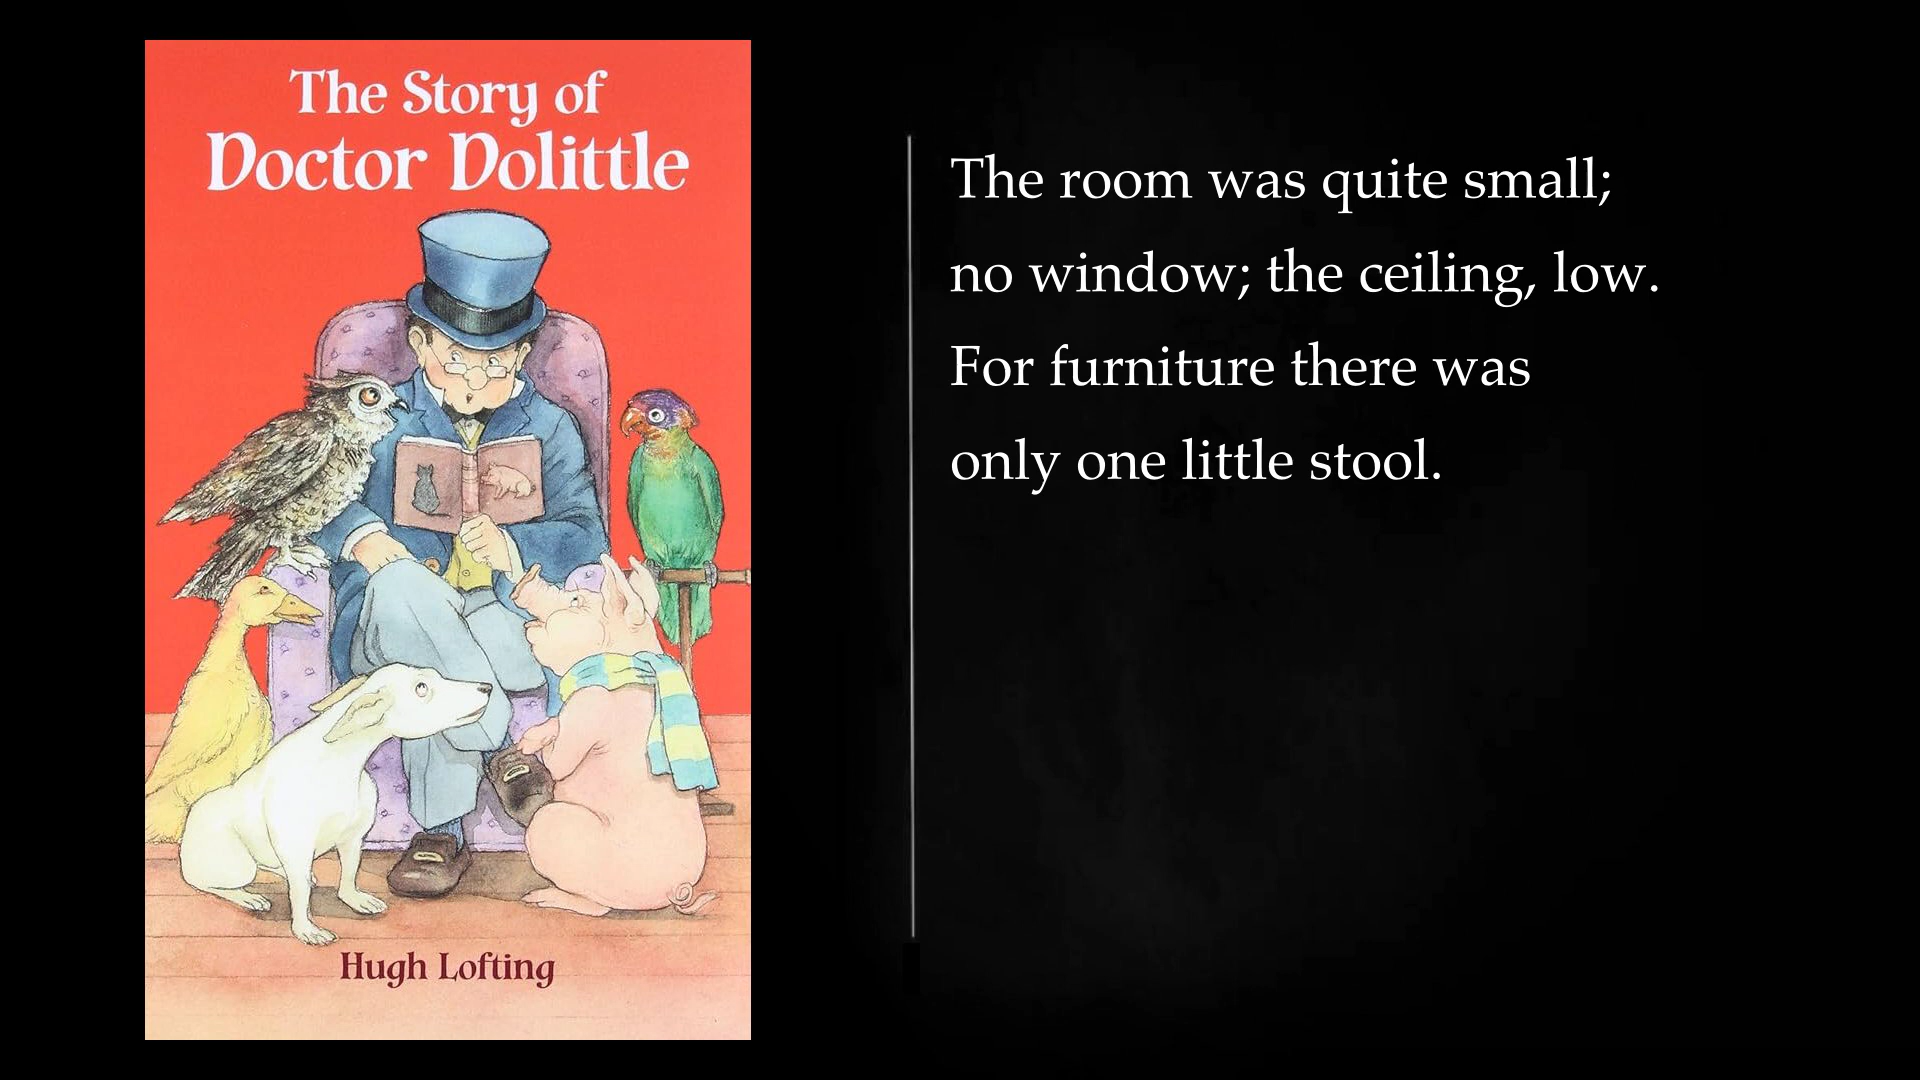 The Story of
Doctor Dolittle
Hugh Lofting
The room was quite small;
no window; the ceiling, low.
For furniture there was
only one little stool.